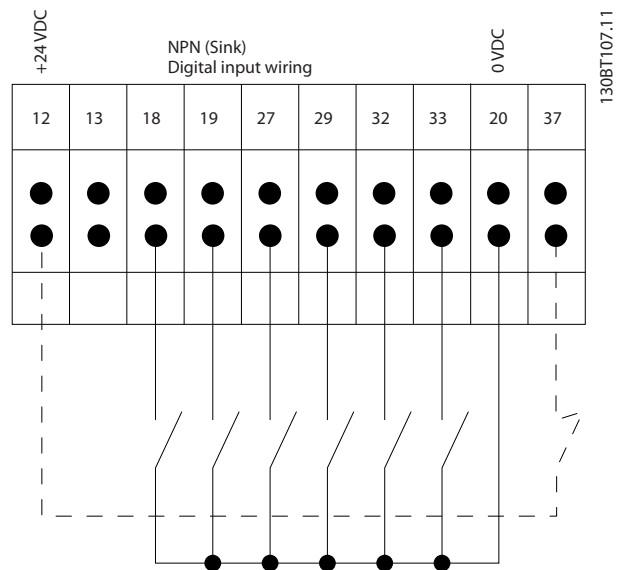 +24 VDC
NPN (Sink)
Digital input wiring
0 VDC
130BT107.11
12 13 18 19 27 29 32 33 20 37